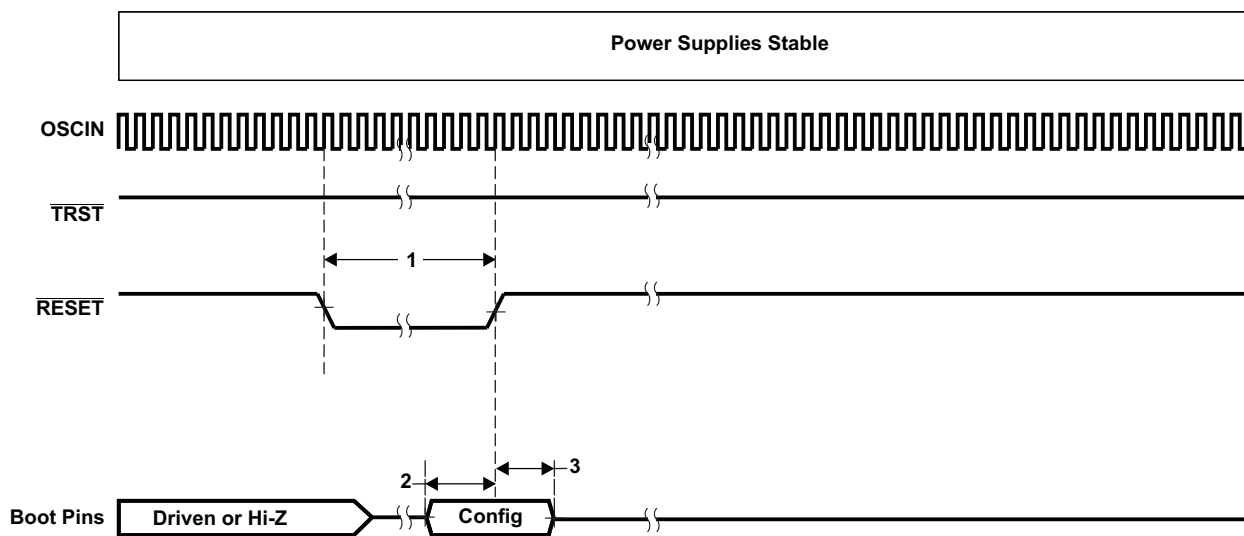 Power Supplies Stable
OSCIN
TRST
1
RESET
3
2
Boot Pins
Driven or Hi-Z
Config